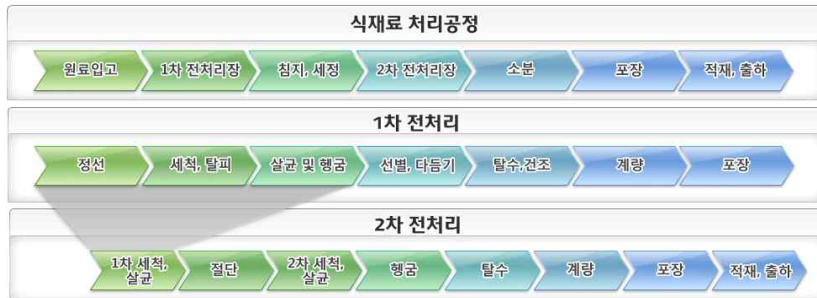 식재료 처리공정
원료입고 1차 전처리장 침지, 세정 2차 전처리장 소분 포장 적재, 출하
1차 전처리
정선 세척, 탈피 살균 및 헹굼 선별, 다듬기 탈수,건조 계량 포장
2차 전처리
1차 세척, 살균 절단 2차 세척, 살균 헹굼 탈수 계량 포장 적재, 출하